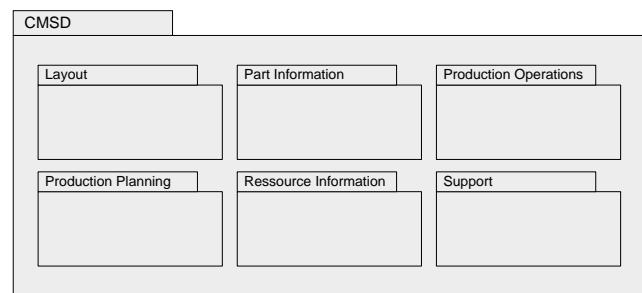 CMSD
Layout
Part Information
Production Operations
Production Planning
Ressource Information
Support